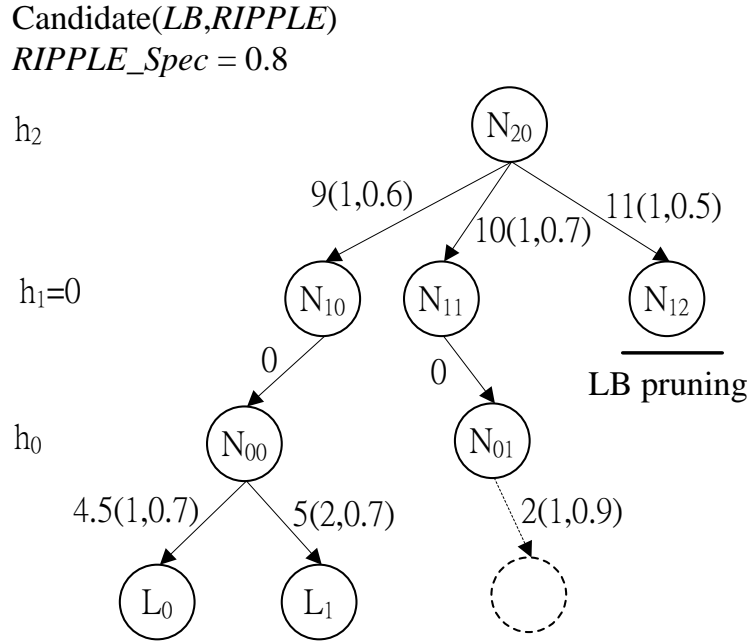 Candidate(LB,RIPPLE)
RIPPLE_Spec = 0.8
h₂
N₂₀
9(1,0.6)
10(1,0.7)
11(1,0.5)
h₁=0
N₁₀
N₁₁
N₁₂
0
0
LB pruning
h₀
N₀₀
N₀₁
4.5(1,0.7)
5(2,0.7)
2(1,0.9)
L₀
L₁